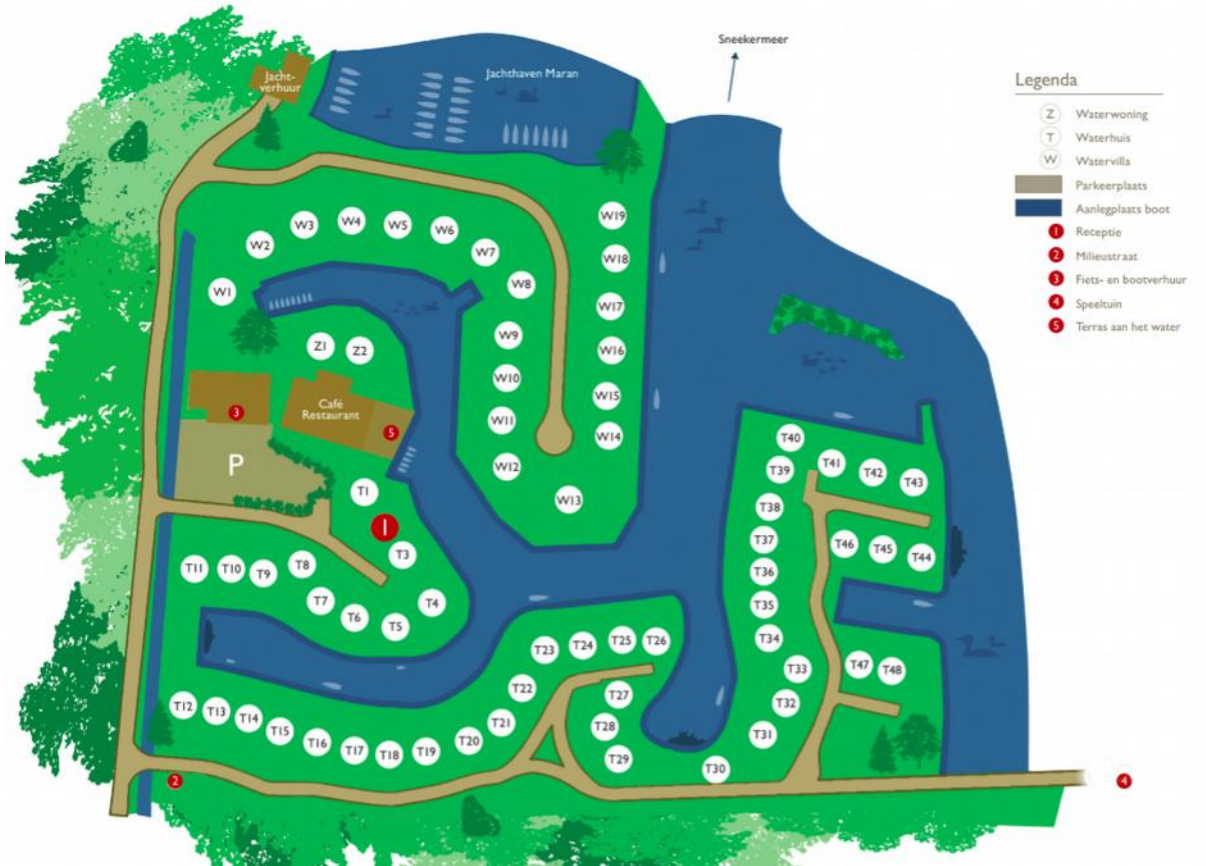 Sneekermeer
Jacht-
verhuur
Jachthaven Maran
Legenda
Z Waterwoning
T Waterhuis
W Watervilla
Parkeerplaats
Aanlegplaats boot
1 Receptie
2 Milieustraat
3 Fiets- en bootverhuur
4 Speeltuin
5 Terras aan het water
W1
W2
W3
W4
W5
W6
W7
W8
W9
W10
W11
W12
W13
W14
W15
W16
W17
W18
W19
Z1
Z2
3
Café
Restaurant
5
P
T1
1
T3
T4
T5
T6
T7
T8
T9
T10
T11
T12
T13
T14
T15
T16
T17
T18
T19
T20
T21
T22
T23
T24
T25
T26
T27
T28
T29
T30
T31
T32
T33
T34
T35
T36
T37
T38
T39
T40
T41
T42
T43
T44
T45
T46
T47
T48
2
4